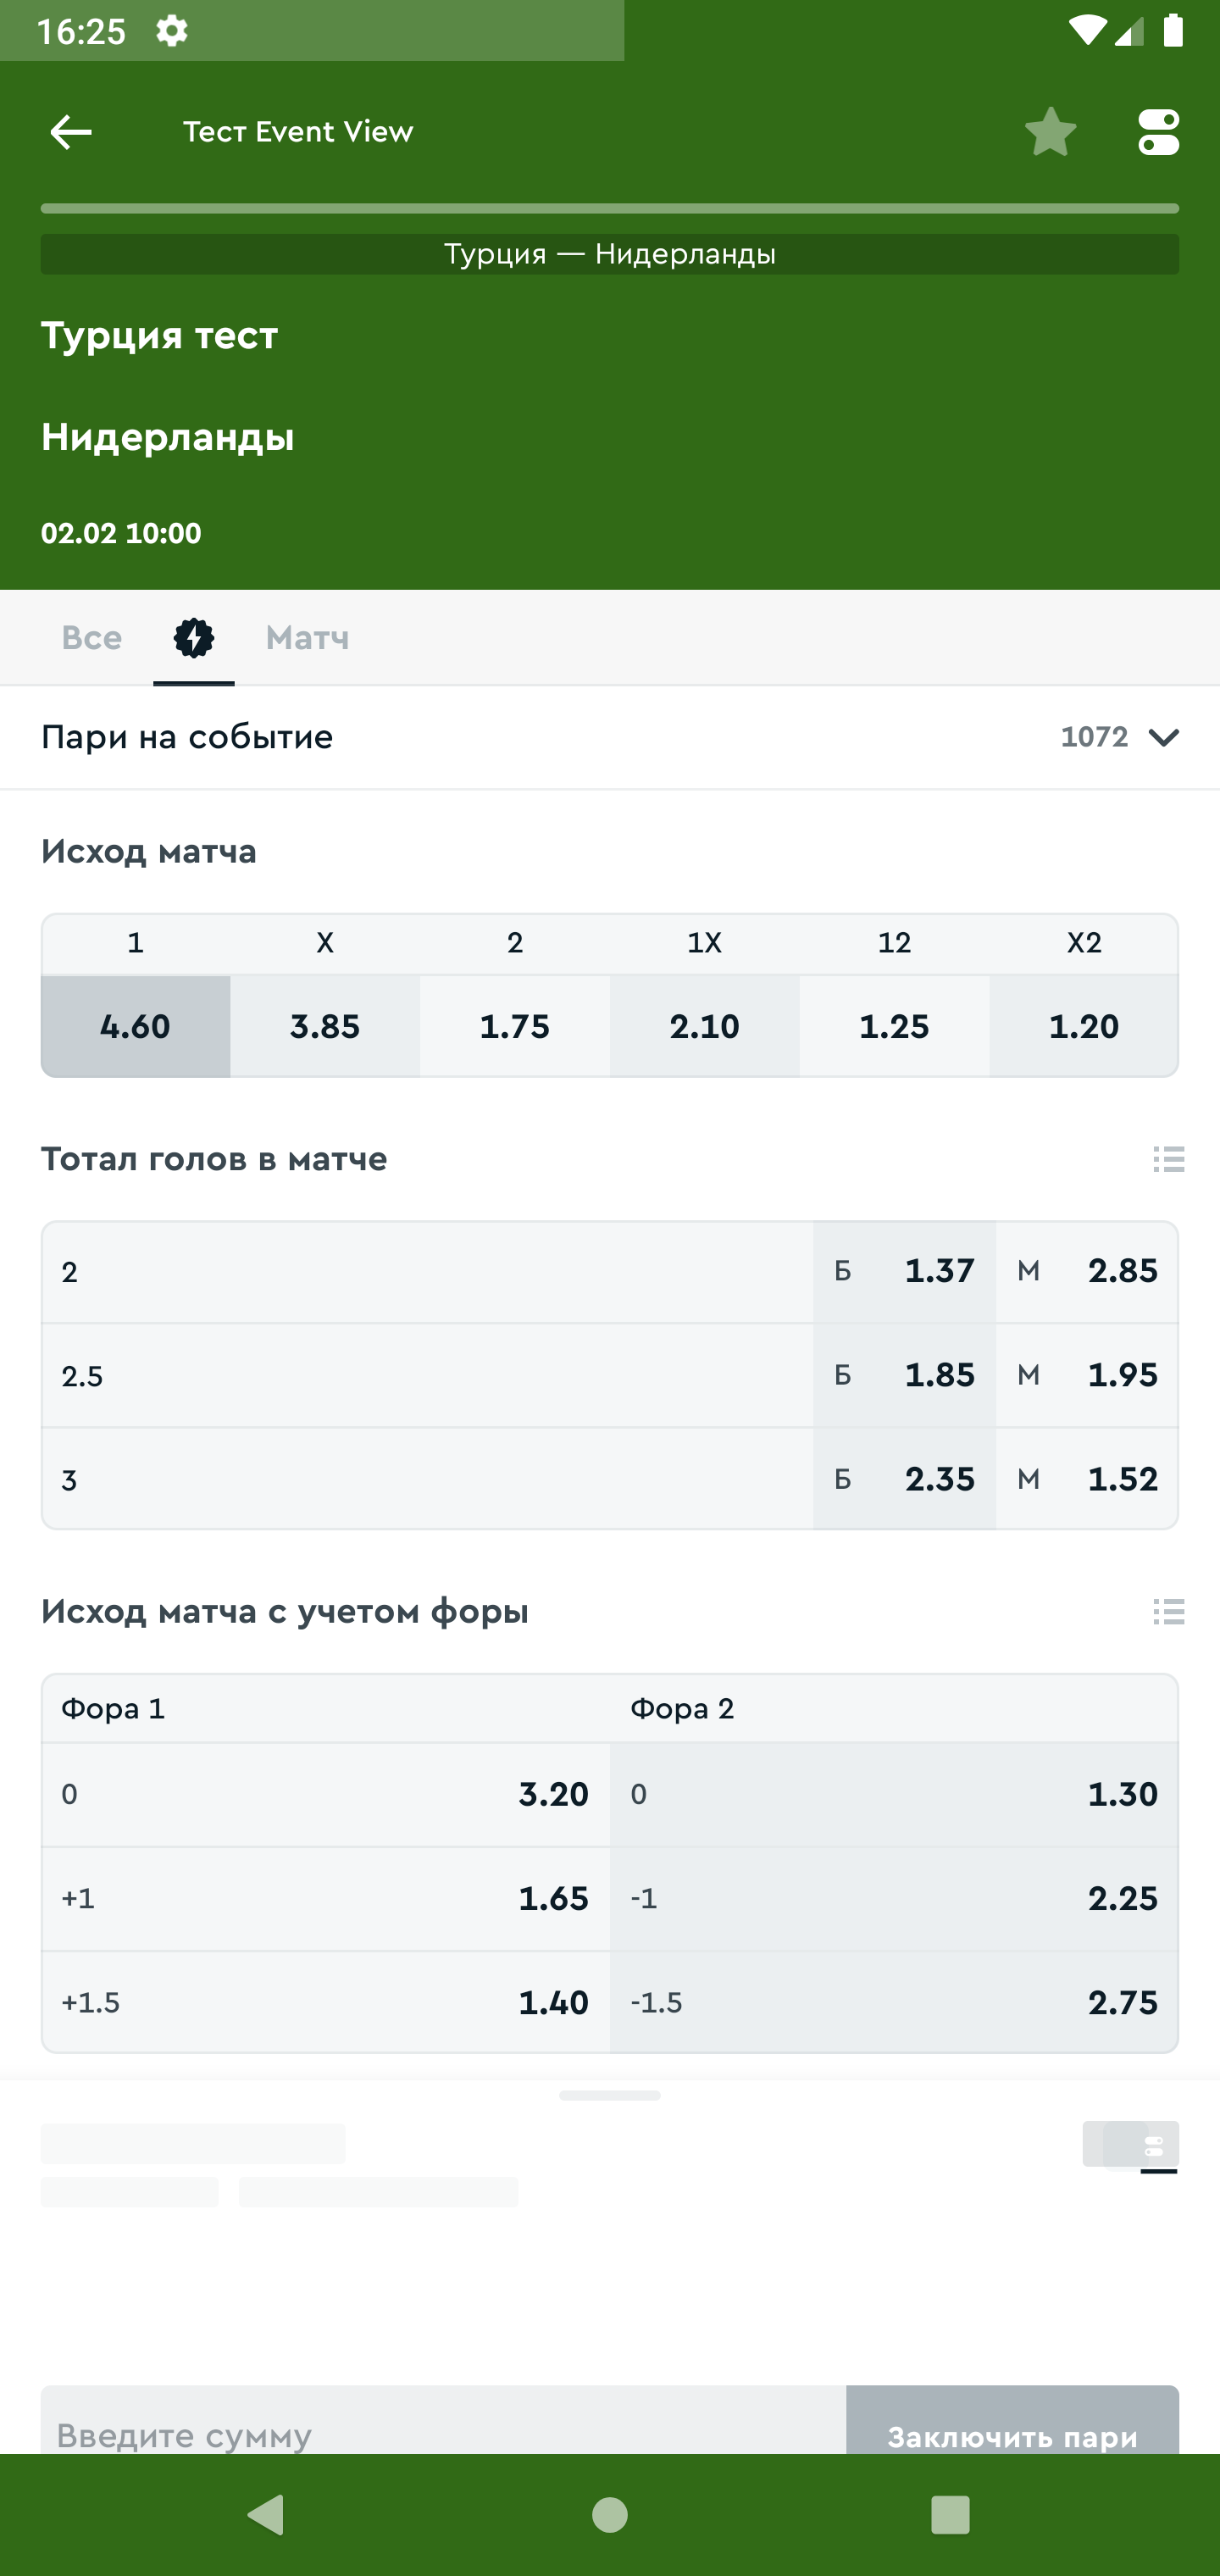 16:25
Тест Event View
Турция — Нидерланды
Турция тест
Нидерланды
02.02 10:00
Все Матч
Пари на событие 1072
Исход матча
1 X 2 1X 12 X2
4.60 3.85 1.75 2.10 1.25 1.20
Тотал голов в матче
2 Б 1.37 М 2.85
2.5 Б 1.85 М 1.95
3 Б 2.35 М 1.52
Исход матча с учетом форы
Фора 1 Фора 2
0 3.20 0 1.30
+1 1.65 -1 2.25
+1.5 1.40 -1.5 2.75
Введите сумму Заключить пари